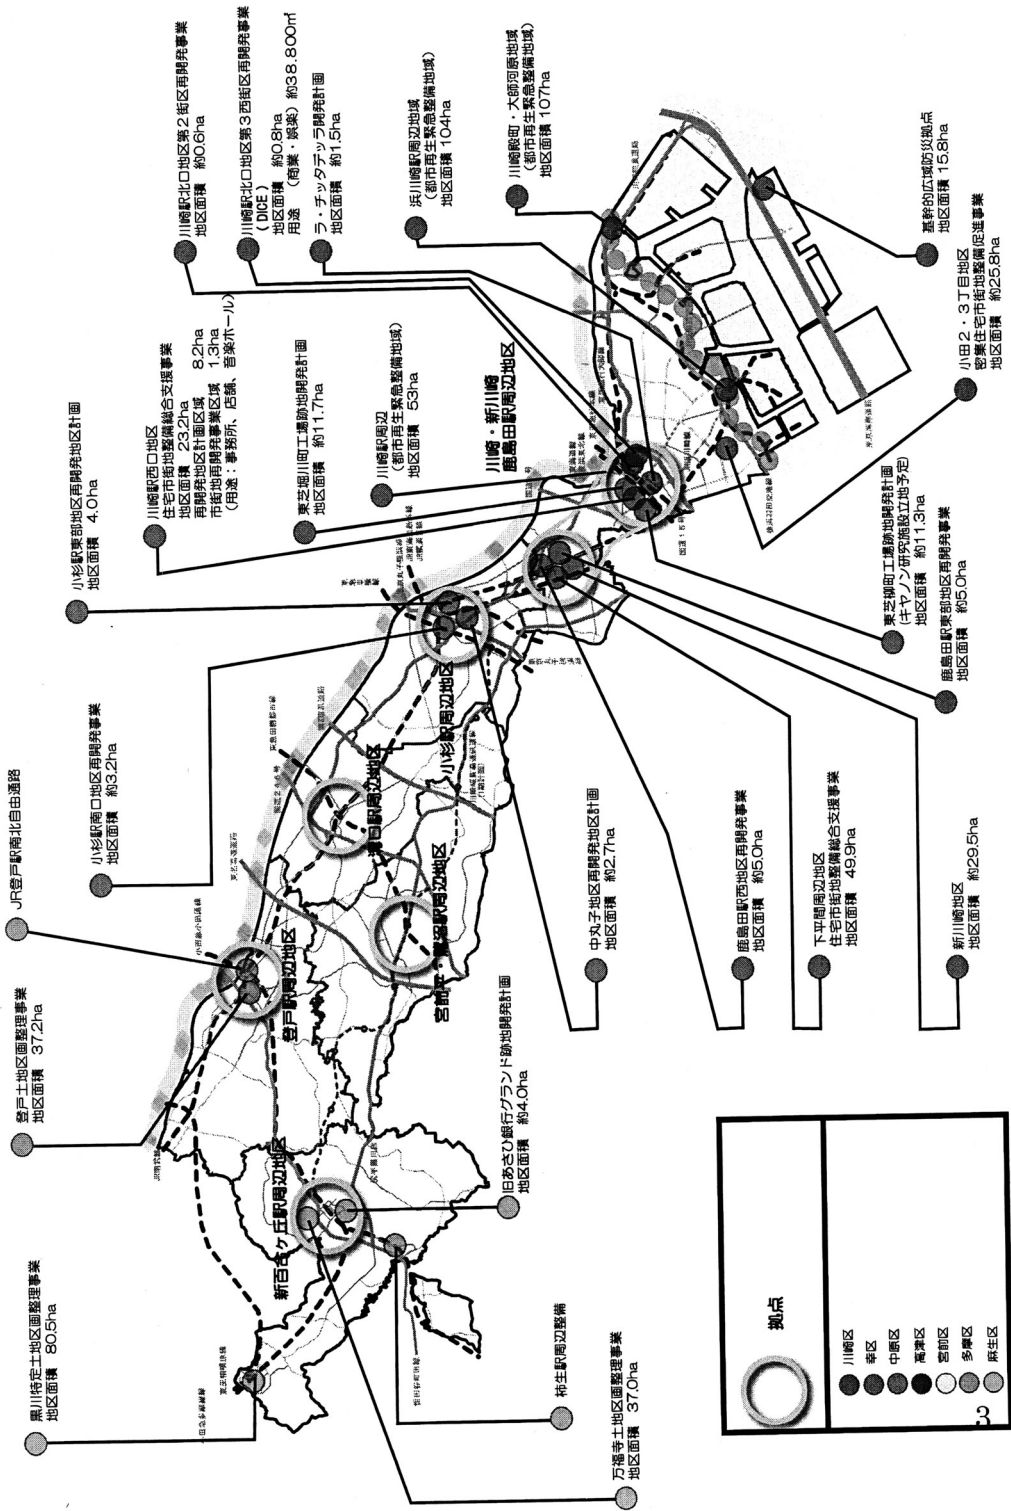 黒川特定土地区画整理事業
地区面積 80.5ha
登戸土地区画整理事業
地区面積 37.2ha
JR登戸駅南北自由通路
小杉駅南口地区再開発事業
地区面積 約3.2ha
小杉駅東部地区再開発地区計画
地区面積 4.0ha
川崎駅西口地区
住宅市街地整備総合支援事業
地区面積 23.2ha
再開発地区計画区域 8.2ha
市街地再開発事業区域 1.3ha
(用途:事務所、店舗、音楽ホール)
東芝堀川町工場跡地開発計画
地区面積 約11.7ha
川崎駅周辺
(都市再生緊急整備地域)
地区面積 53ha
川崎駅北口地区第2街区再開発事業
地区面積 約0.6ha
川崎駅北口地区第3西街区再開発事業
(DICE)
地区面積 約0.8ha
用途 (商業・娯楽) 約38.800㎡
ラ・チッタデッラ開発計画
地区面積 約1.5ha
浜川崎駅周辺地域
(都市再生緊急整備地域)
地区面積 104ha
川崎殿町・大師河原地域
(都市再生緊急整備地域)
地区面積 107ha
基幹的広域防災拠点
地区面積 15.8ha
小田2・3丁目地区
密集住宅市街地整備促進事業
地区面積 約25.8ha
東芝柳町工場跡地開発計画
(キヤノン研究施設立地予定)
地区面積 約11.3ha
鹿島田駅東部地区再開発事業
地区面積 約5.0ha
新川崎地区
地区面積 約29.5ha
下平間周辺地区
住宅市街地整備総合支援事業
地区面積 49.9ha
鹿島田駅西地区再開発事業
地区面積 約5.0ha
中丸子地区再開発地区計画
地区面積 約2.7ha
旧あさひ銀行グランド跡地開発計画
地区面積 約4.0ha
柿生駅周辺整備
万福寺土地区画整理事業
地区面積 37.0ha
新百合ヶ丘駅周辺地区
登戸駅周辺地区
宮前平・鷺沼駅周辺地区
溝口駅周辺地区
小杉駅周辺地区
川崎・新川崎
鹿島田駅周辺地区
JR南武線
国道246号
国道15号
拠点
川崎区
幸区
中原区
高津区
宮前区
多摩区
麻生区
3